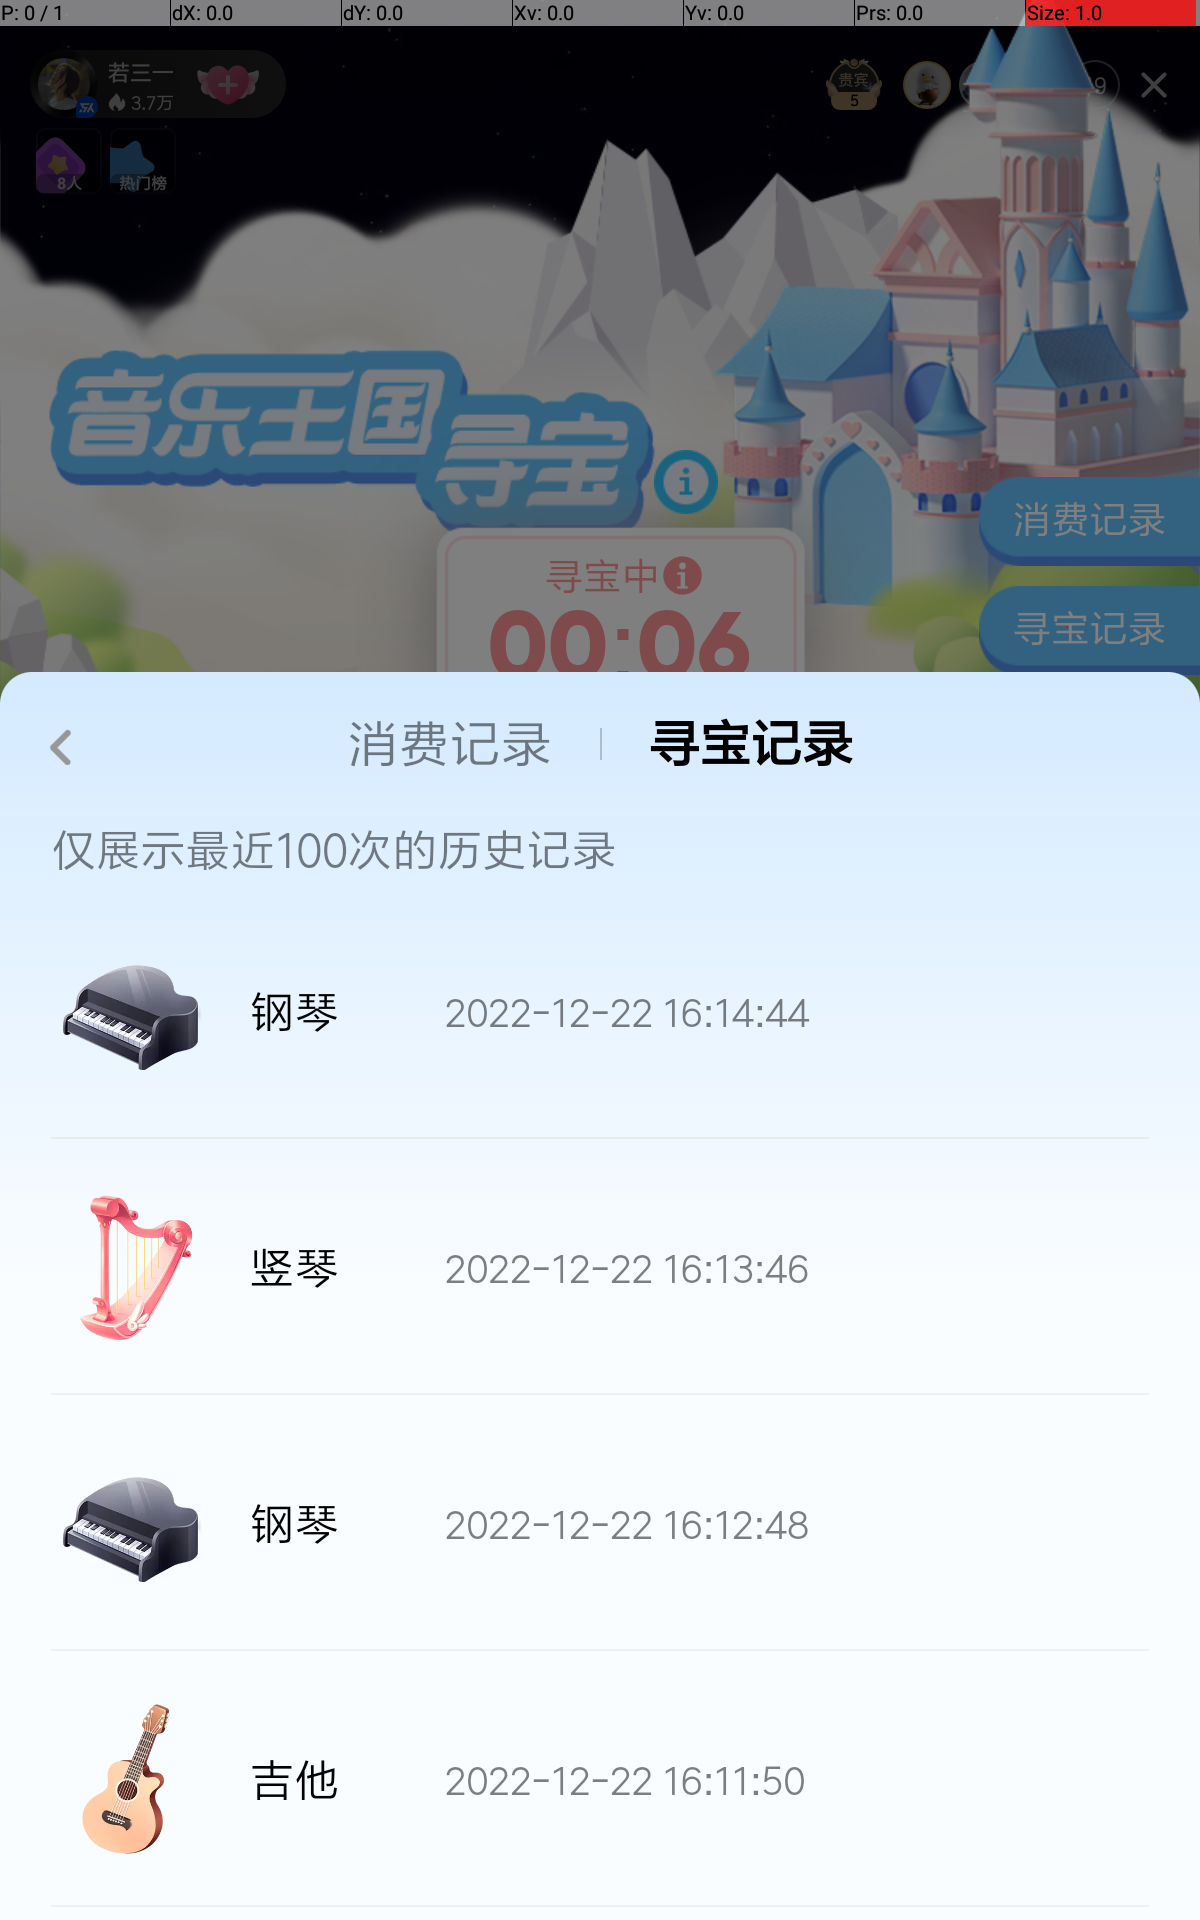 P: 0 / 1 dX: 0.0 dY: 0.0 Xv: 0.0 Yv: 0.0 Prs: 0.0 Size: 1.0
若三一
3.7万
贵宾
5
9
8人
热门榜
音乐王国
寻宝
消费记录
寻宝中
寻宝记录
00:06
消费记录
寻宝记录
仅展示最近100次的历史记录
钢琴 2022-12-22 16:14:44
竖琴 2022-12-22 16:13:46
钢琴 2022-12-22 16:12:48
吉他 2022-12-22 16:11:50